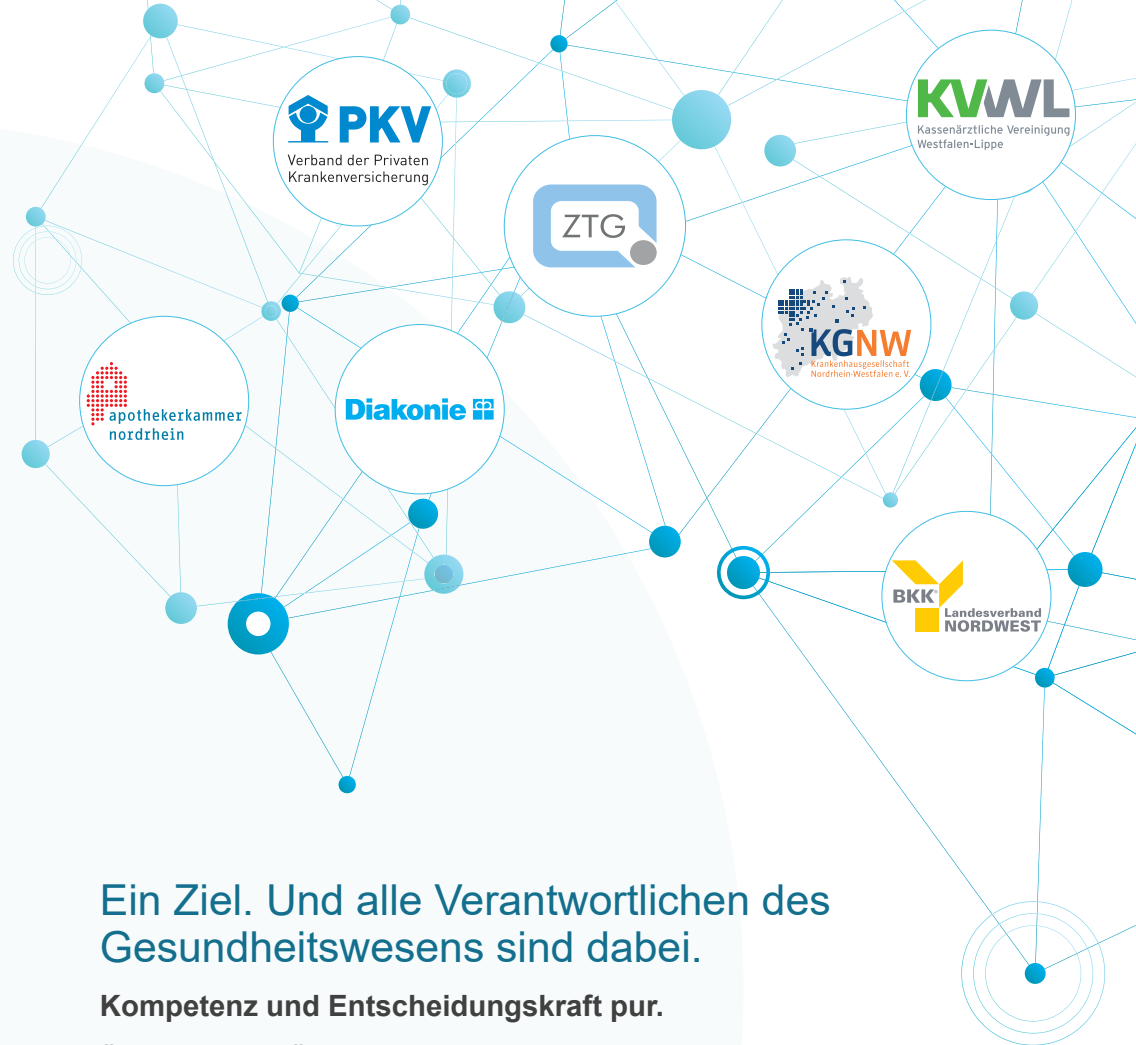 PKV
Verband der Privaten
Krankenversicherung
KVWL
Kassenärztliche Vereinigung
Westfalen-Lippe
ZTG
KGNW
Krankenhausgesellschaft
Nordrhein-Westfalen e. V.
apothekerkammer
nordrhein
Diakonie
BKK®
Landesverband
NORDWEST
Ein Ziel. Und alle Verantwortlichen des
Gesundheitswesens sind dabei.
Kompetenz und Entscheidungskraft pur.